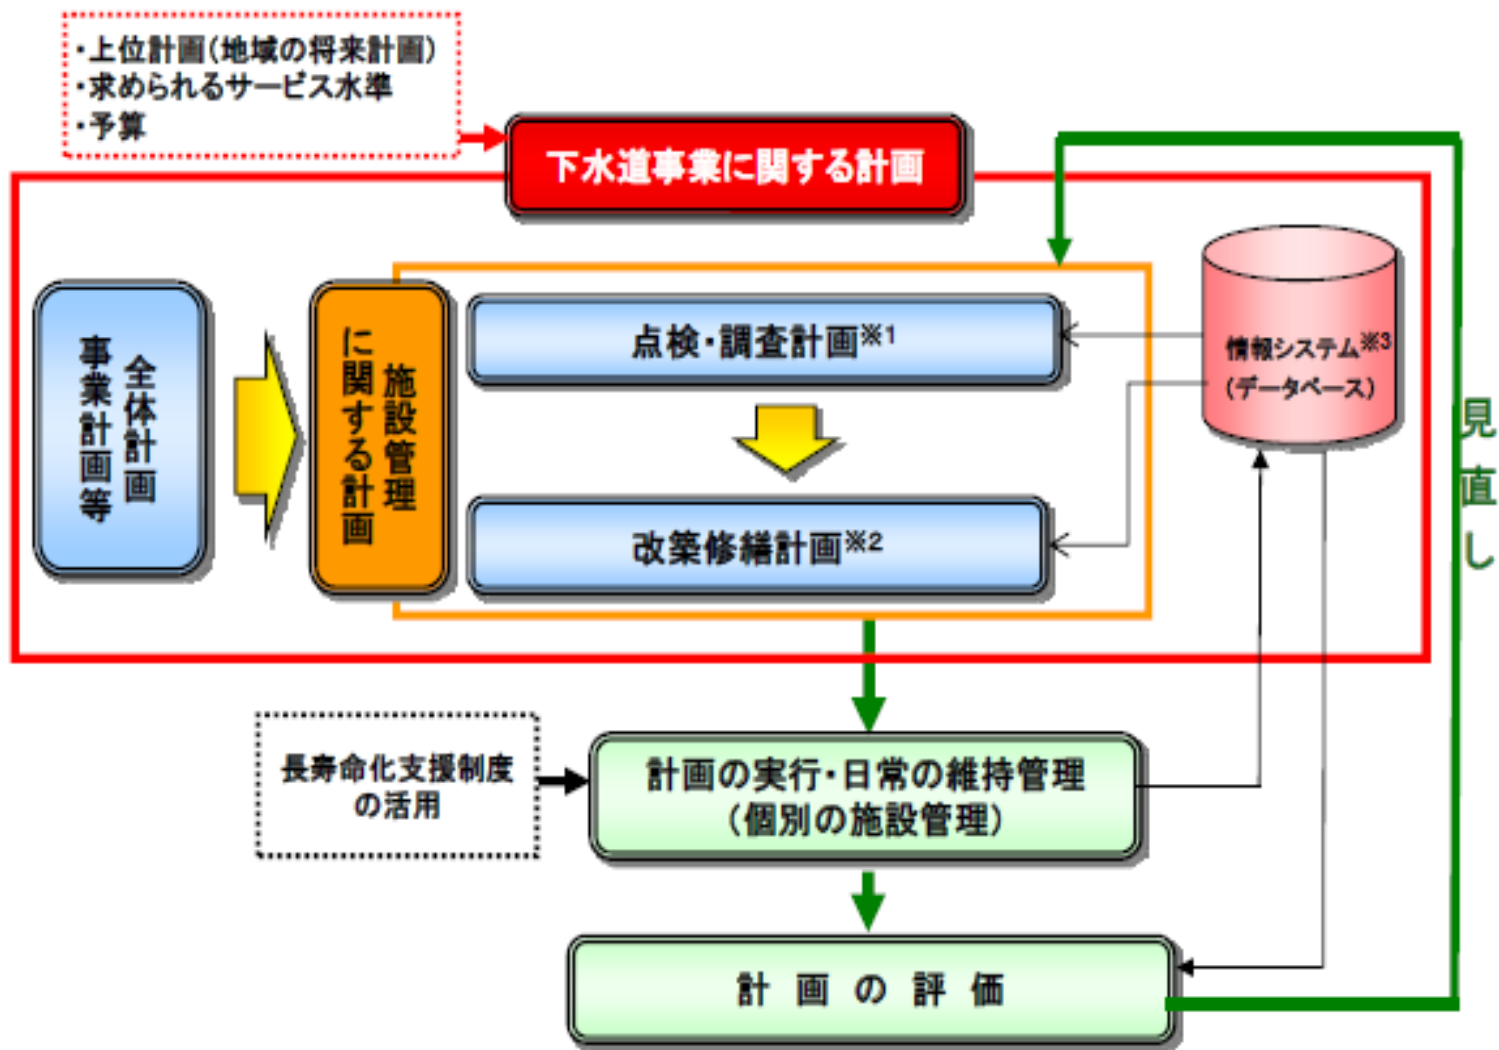 ・上位計画(地域の将来計画)
・求められるサービス水準
・予算
下水道事業に関する計画
全体計画
事業計画等
施設管理
に関する計画
点検・調査計画※1
改築修繕計画※2
情報システム※3
(データベース)
見直し
長寿命化支援制度
の活用
計画の実行・日常の維持管理
(個別の施設管理)
計画の評価